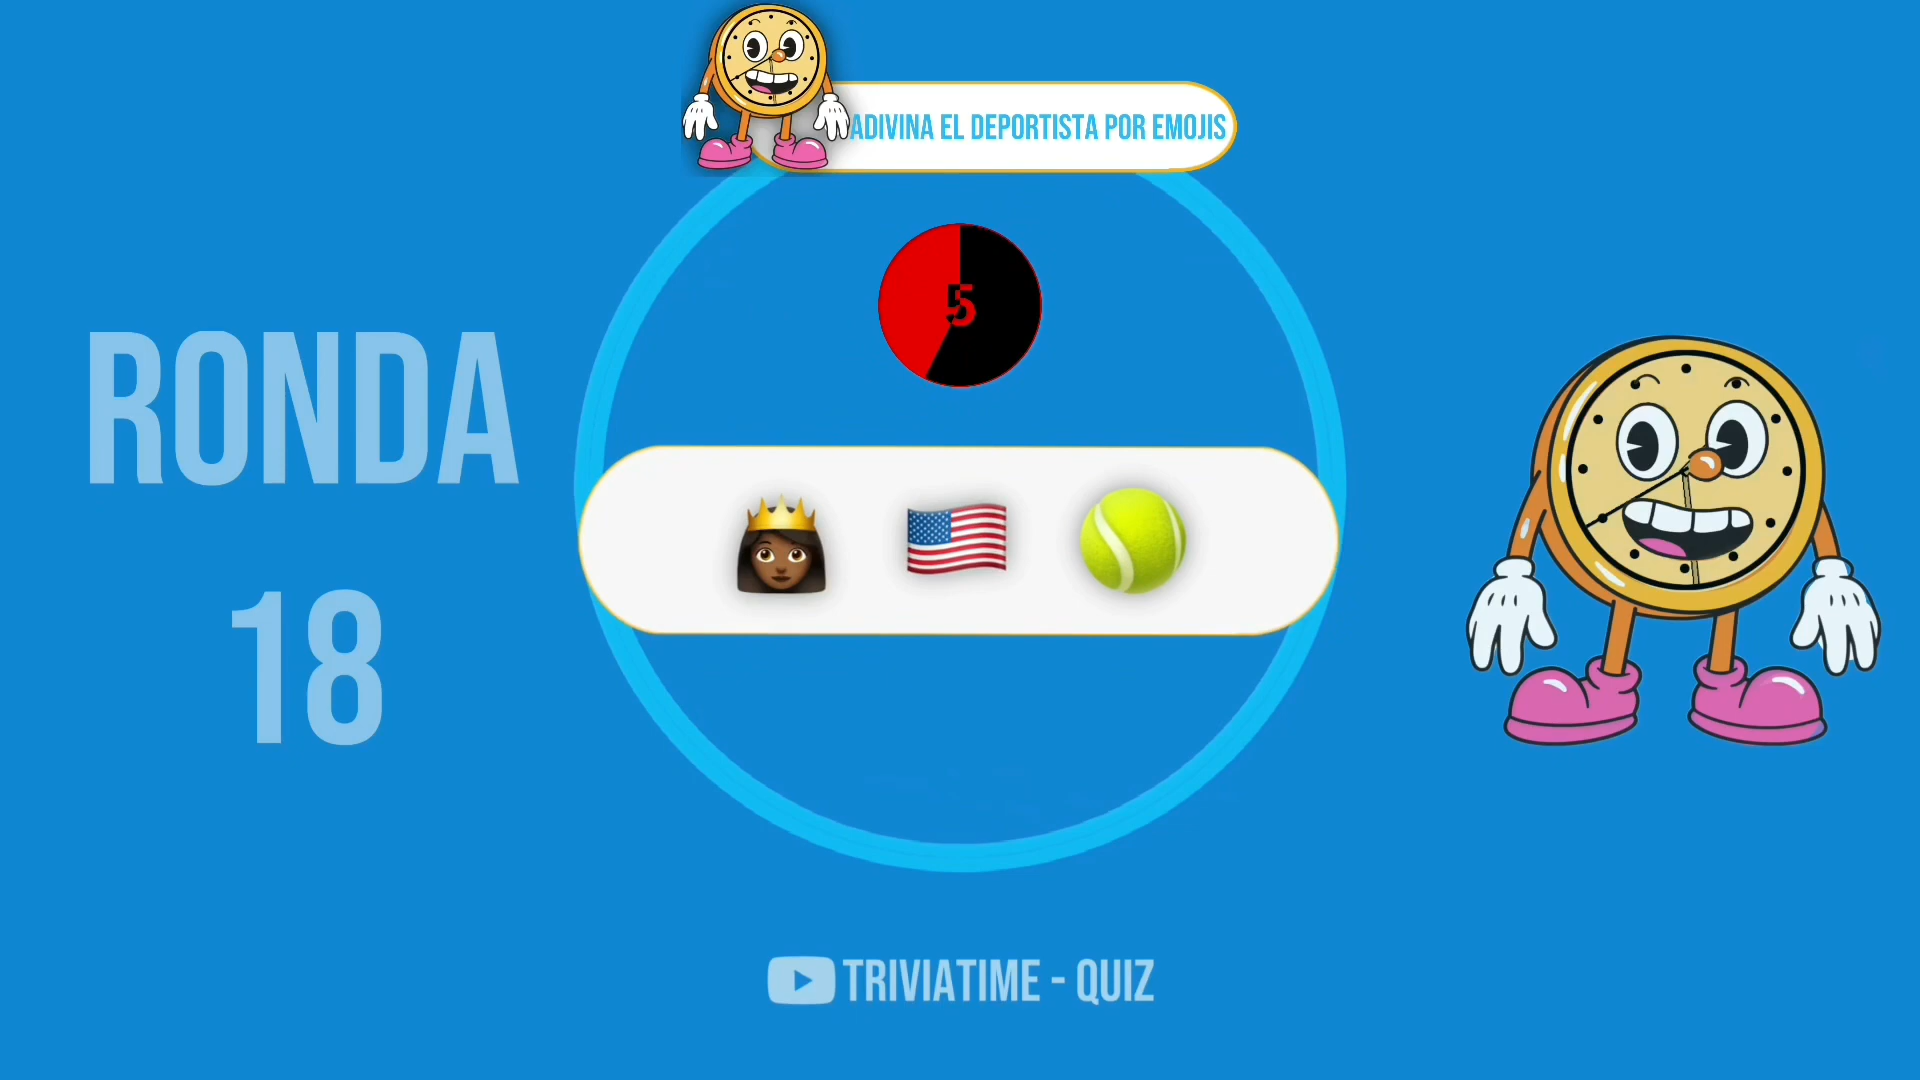 ADIVINA EL DEPORTISTA POR EMOJIS
5
RONDA
18
TRIVIATIME - QUIZ